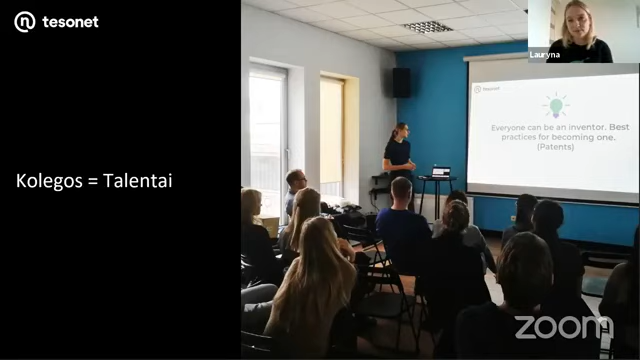 tesonet
Kolegos = Talentai
Lauryna
tesonet
Everyone can be an inventor. Best
practices for becoming one.
(Patents)
zoom